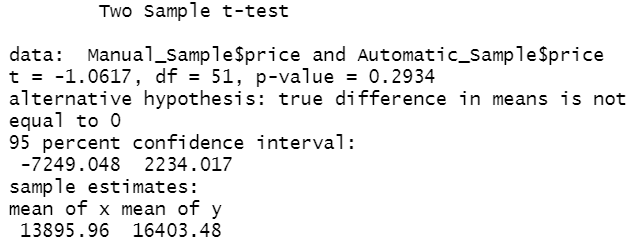 Two Sample t-test
data: Manual_Sample$price and Automatic_Sample$price
t = -1.0617, df = 51, p-value = 0.2934
alternative hypothesis: true difference in means is not
equal to 0
95 percent confidence interval:
-7249.048 2234.017
sample estimates:
mean of x mean of y
13895.96 16403.48